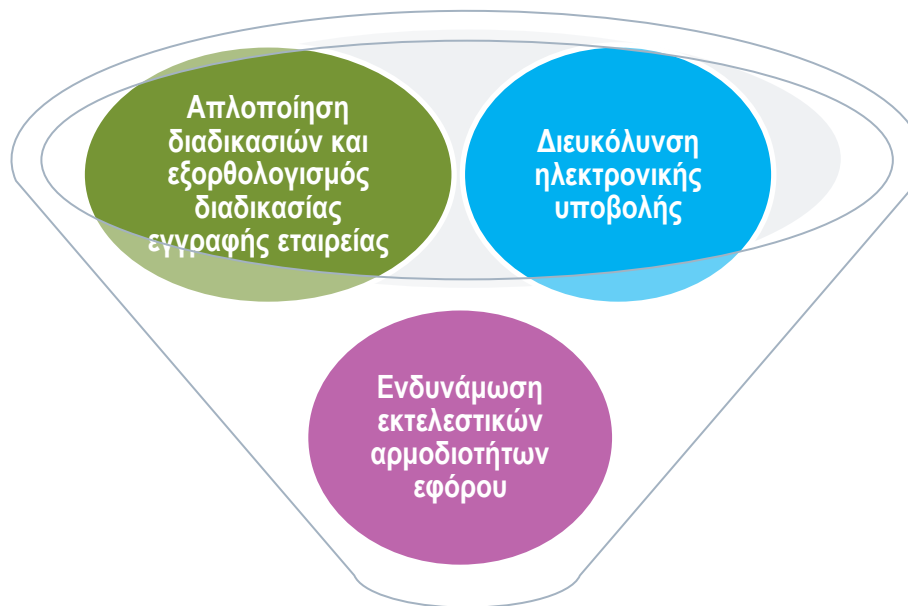 Απλοποίηση
διαδικασιών και
εξορθολογισμός
διαδικασίας
εγγραφής εταιρείας
Διευκόλυνση
ηλεκτρονικής
υποβολής
Ενδυνάμωση
εκτελεστικών
αρμοδιοτήτων
εφόρου